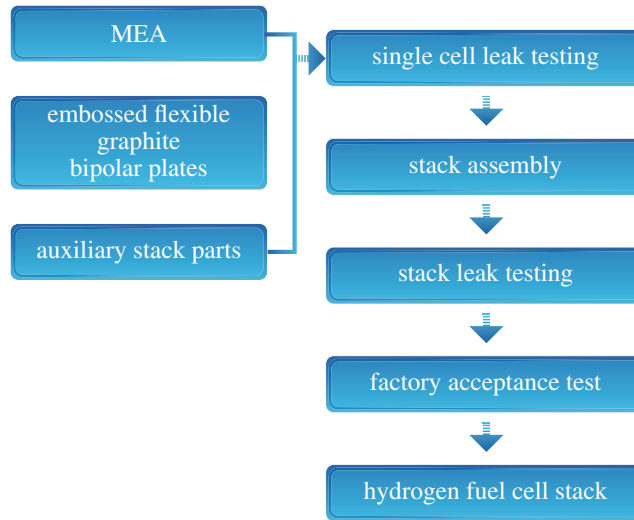 MEA
embossed flexible
graphite
bipolar plates
auxiliary stack parts
single cell leak testing
stack assembly
stack leak testing
factory acceptance test
hydrogen fuel cell stack